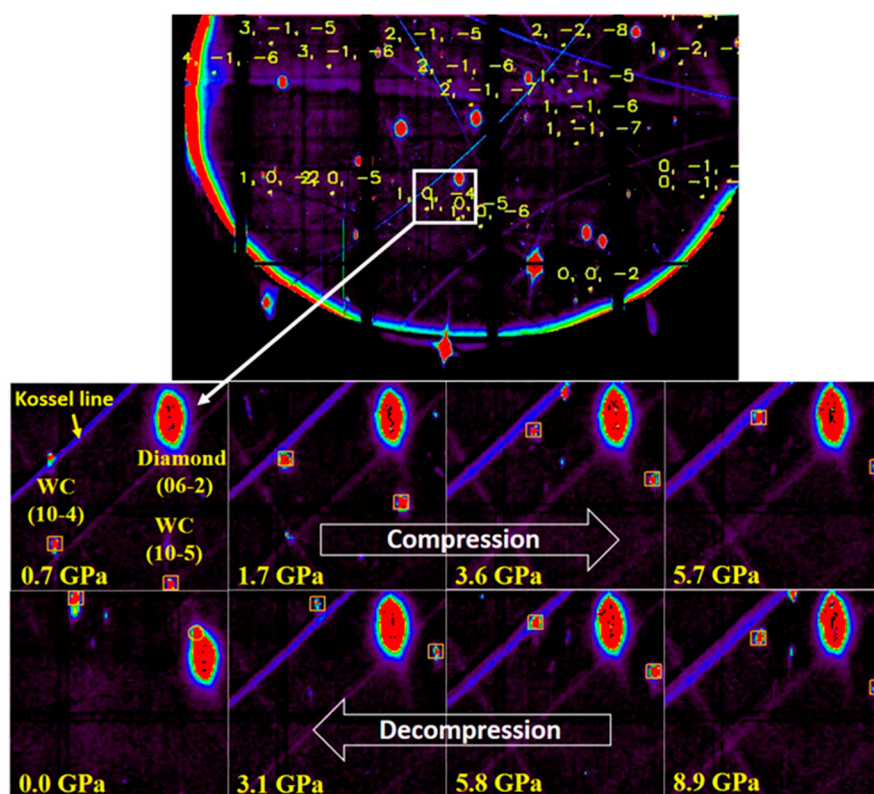 3, -1, -5
2, -1, -5
2, -2, -8
3, -1, -6
1, -2, -
4, -1, -6
2, -1, -6
1, -1, -5
2, -1, -7
1, -1, -6
1, -1, -7
0, -1, -
0, -1, -
0, -5
1, 0, -4
0, -5
0, -6
0, 0, -2
Kossel line
Diamond
(06-2)
WC
(10-4)
WC
(10-5)
Compression
0.7 GPa
1.7 GPa
3.6 GPa
5.7 GPa
Decompression
0.0 GPa
3.1 GPa
5.8 GPa
8.9 GPa